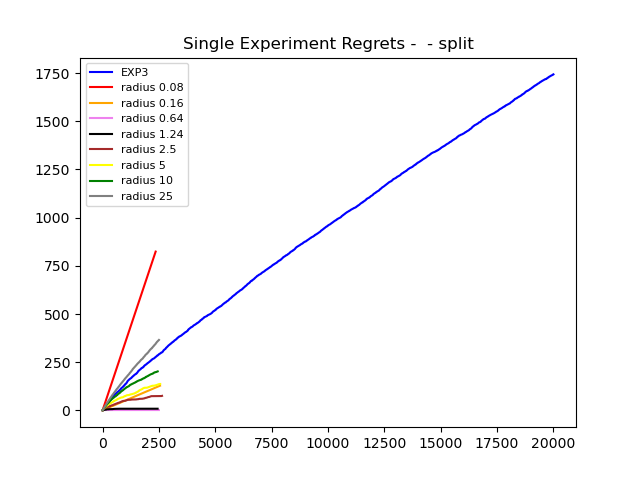 Single Experiment Regrets -  - split
EXP3
radius 0.08
radius 0.16
radius 0.64
radius 1.24
radius 2.5
radius 5
radius 10
radius 25
1750
1500
1250
1000
750
500
250
0
0 2500 5000 7500 10000 12500 15000 17500 20000